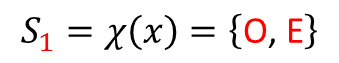 S₁ = χ(x) = {O, E}